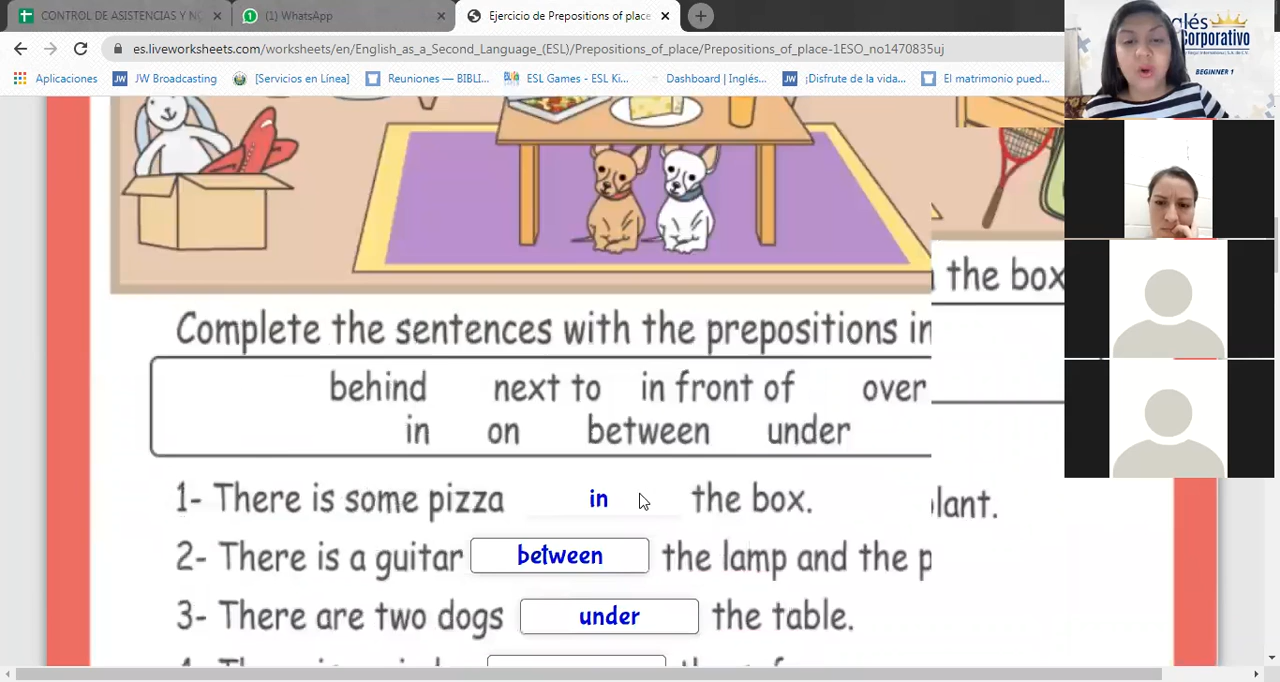 CONTROL DE ASISTENCIAS Y NO
(1) WhatsApp
Ejercicio de Prepositions of place
es.liveworksheets.com/worksheets/en/English_as_a_Second_Language_(ESL)/Prepositions_of_place/Prepositions_of_place-1ESO_no1470835uj
Aplicaciones
JW Broadcasting
[Servicios en Línea]
Reuniones — BIBLI...
ESL Games - ESL Ki...
Dashboard | Inglés...
¡Disfrute de la vida...
El matrimonio pued...
glés
Corporativo
BEGINNER 1
the box
Complete the sentences with the prepositions in
behind next to in front of over
in on between under
1- There is some pizza in the box.
lant.
2- There is a guitar between the lamp and the p
3- There are two dogs under the table.